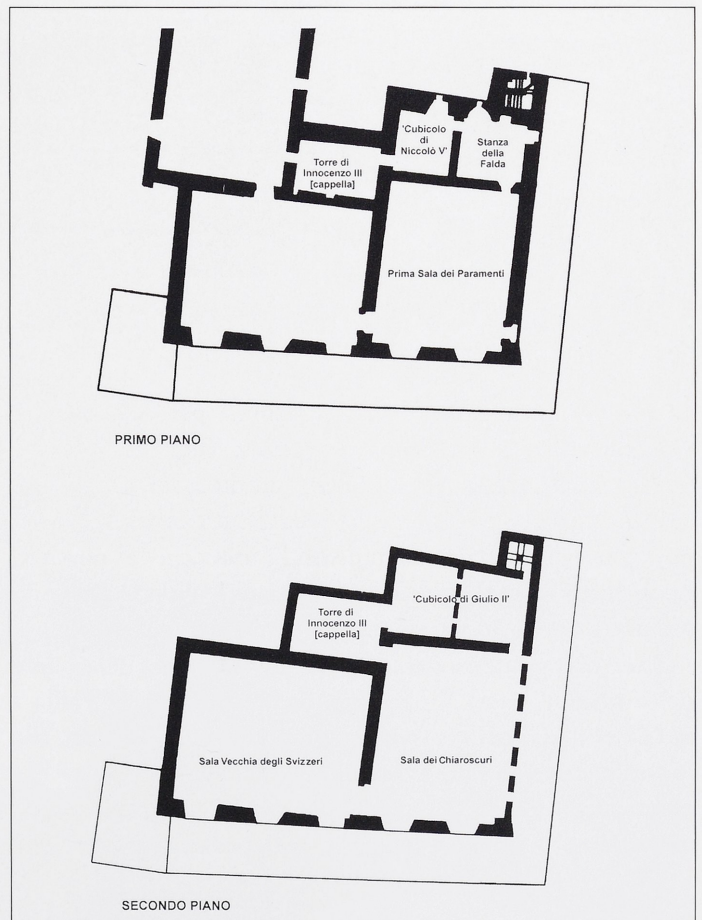 'Cubicolo
di
Niccolò V'
Stanza
della
Falda
Torre di
Innocenzo III
[cappella]
Prima Sala dei Paramenti
PRIMO PIANO
'Cubicolo di Giulio II'
Torre di
Innocenzo III
[cappella]
Sala Vecchia degli Svizzeri
Sala dei Chiaroscuri
SECONDO PIANO